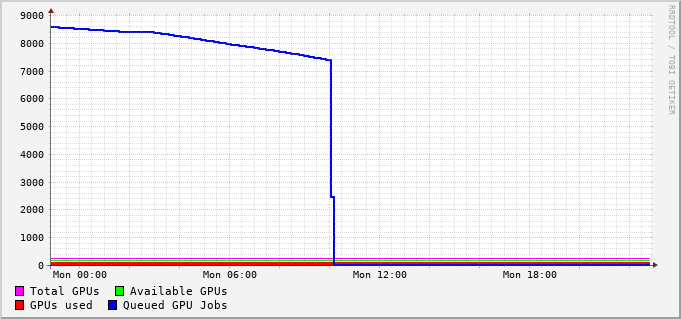 9000
8000
7000
6000
5000
4000
3000
2000
1000
0
Mon 00:00 Mon 06:00 Mon 12:00 Mon 18:00
Total GPUs Available GPUs
GPUs used Queued GPU Jobs
RRDTOOL / TOBI OETIKER